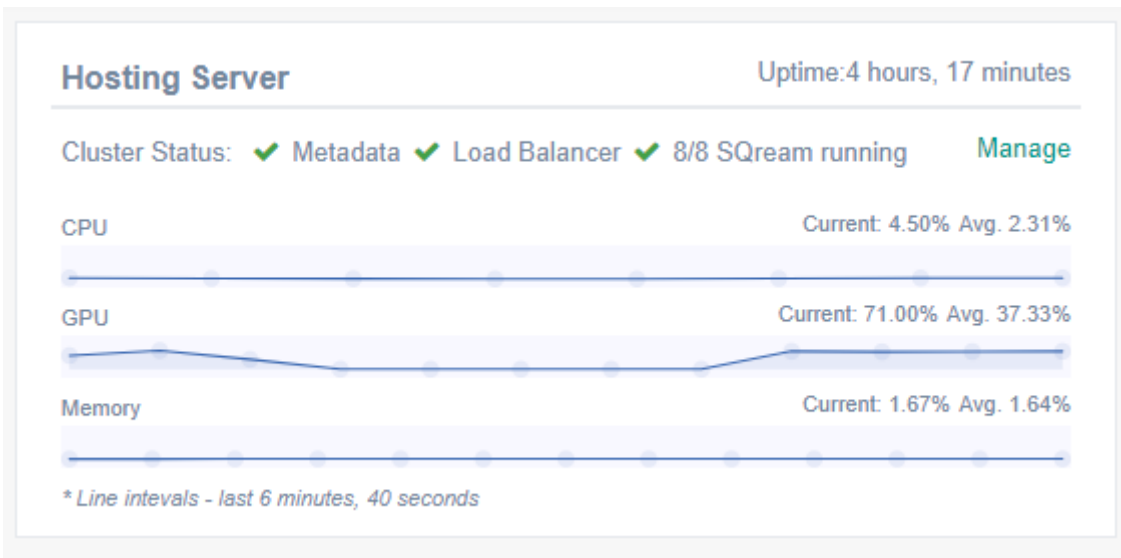 Hosting Server Uptime:4 hours, 17 minutes
Cluster Status: Metadata Load Balancer 8/8 SQream running Manage
CPU Current: 4.50% Avg. 2.31%
GPU Current: 71.00% Avg. 37.33%
Memory Current: 1.67% Avg. 1.64%
* Line intevals - last 6 minutes, 40 seconds